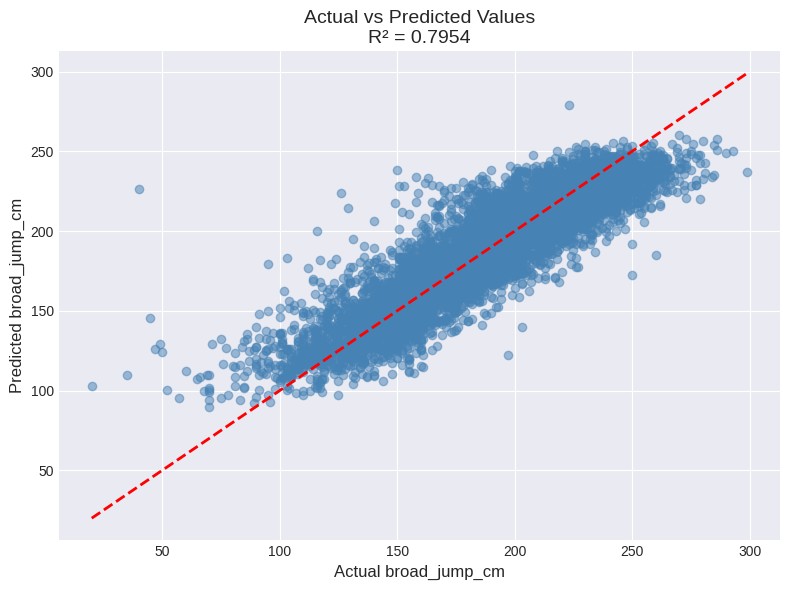 Actual vs Predicted Values
R² = 0.7954
300
250
200
150
100
50
Predicted broad_jump_cm
50 100 150 200 250 300
Actual broad_jump_cm